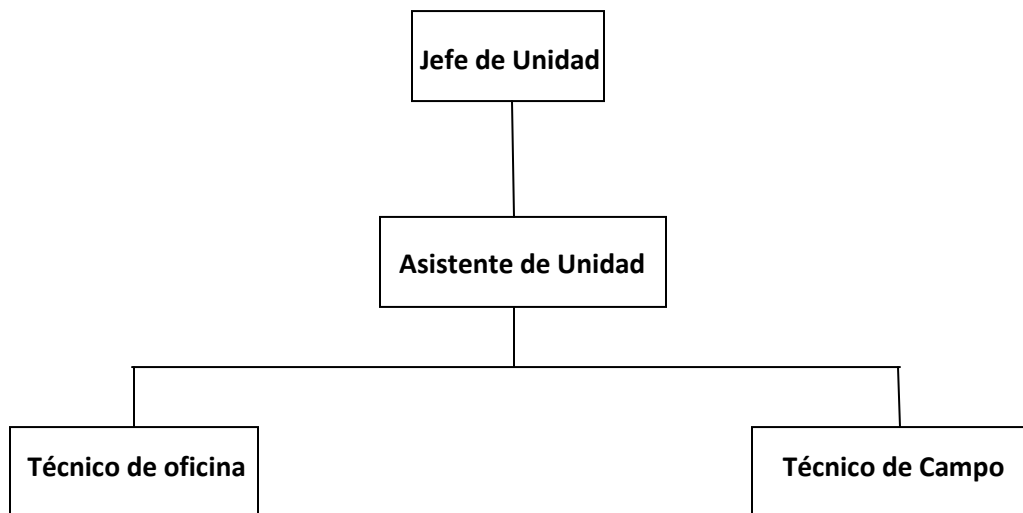 Jefe de Unidad
Asistente de Unidad
Técnico de oficina
Técnico de Campo